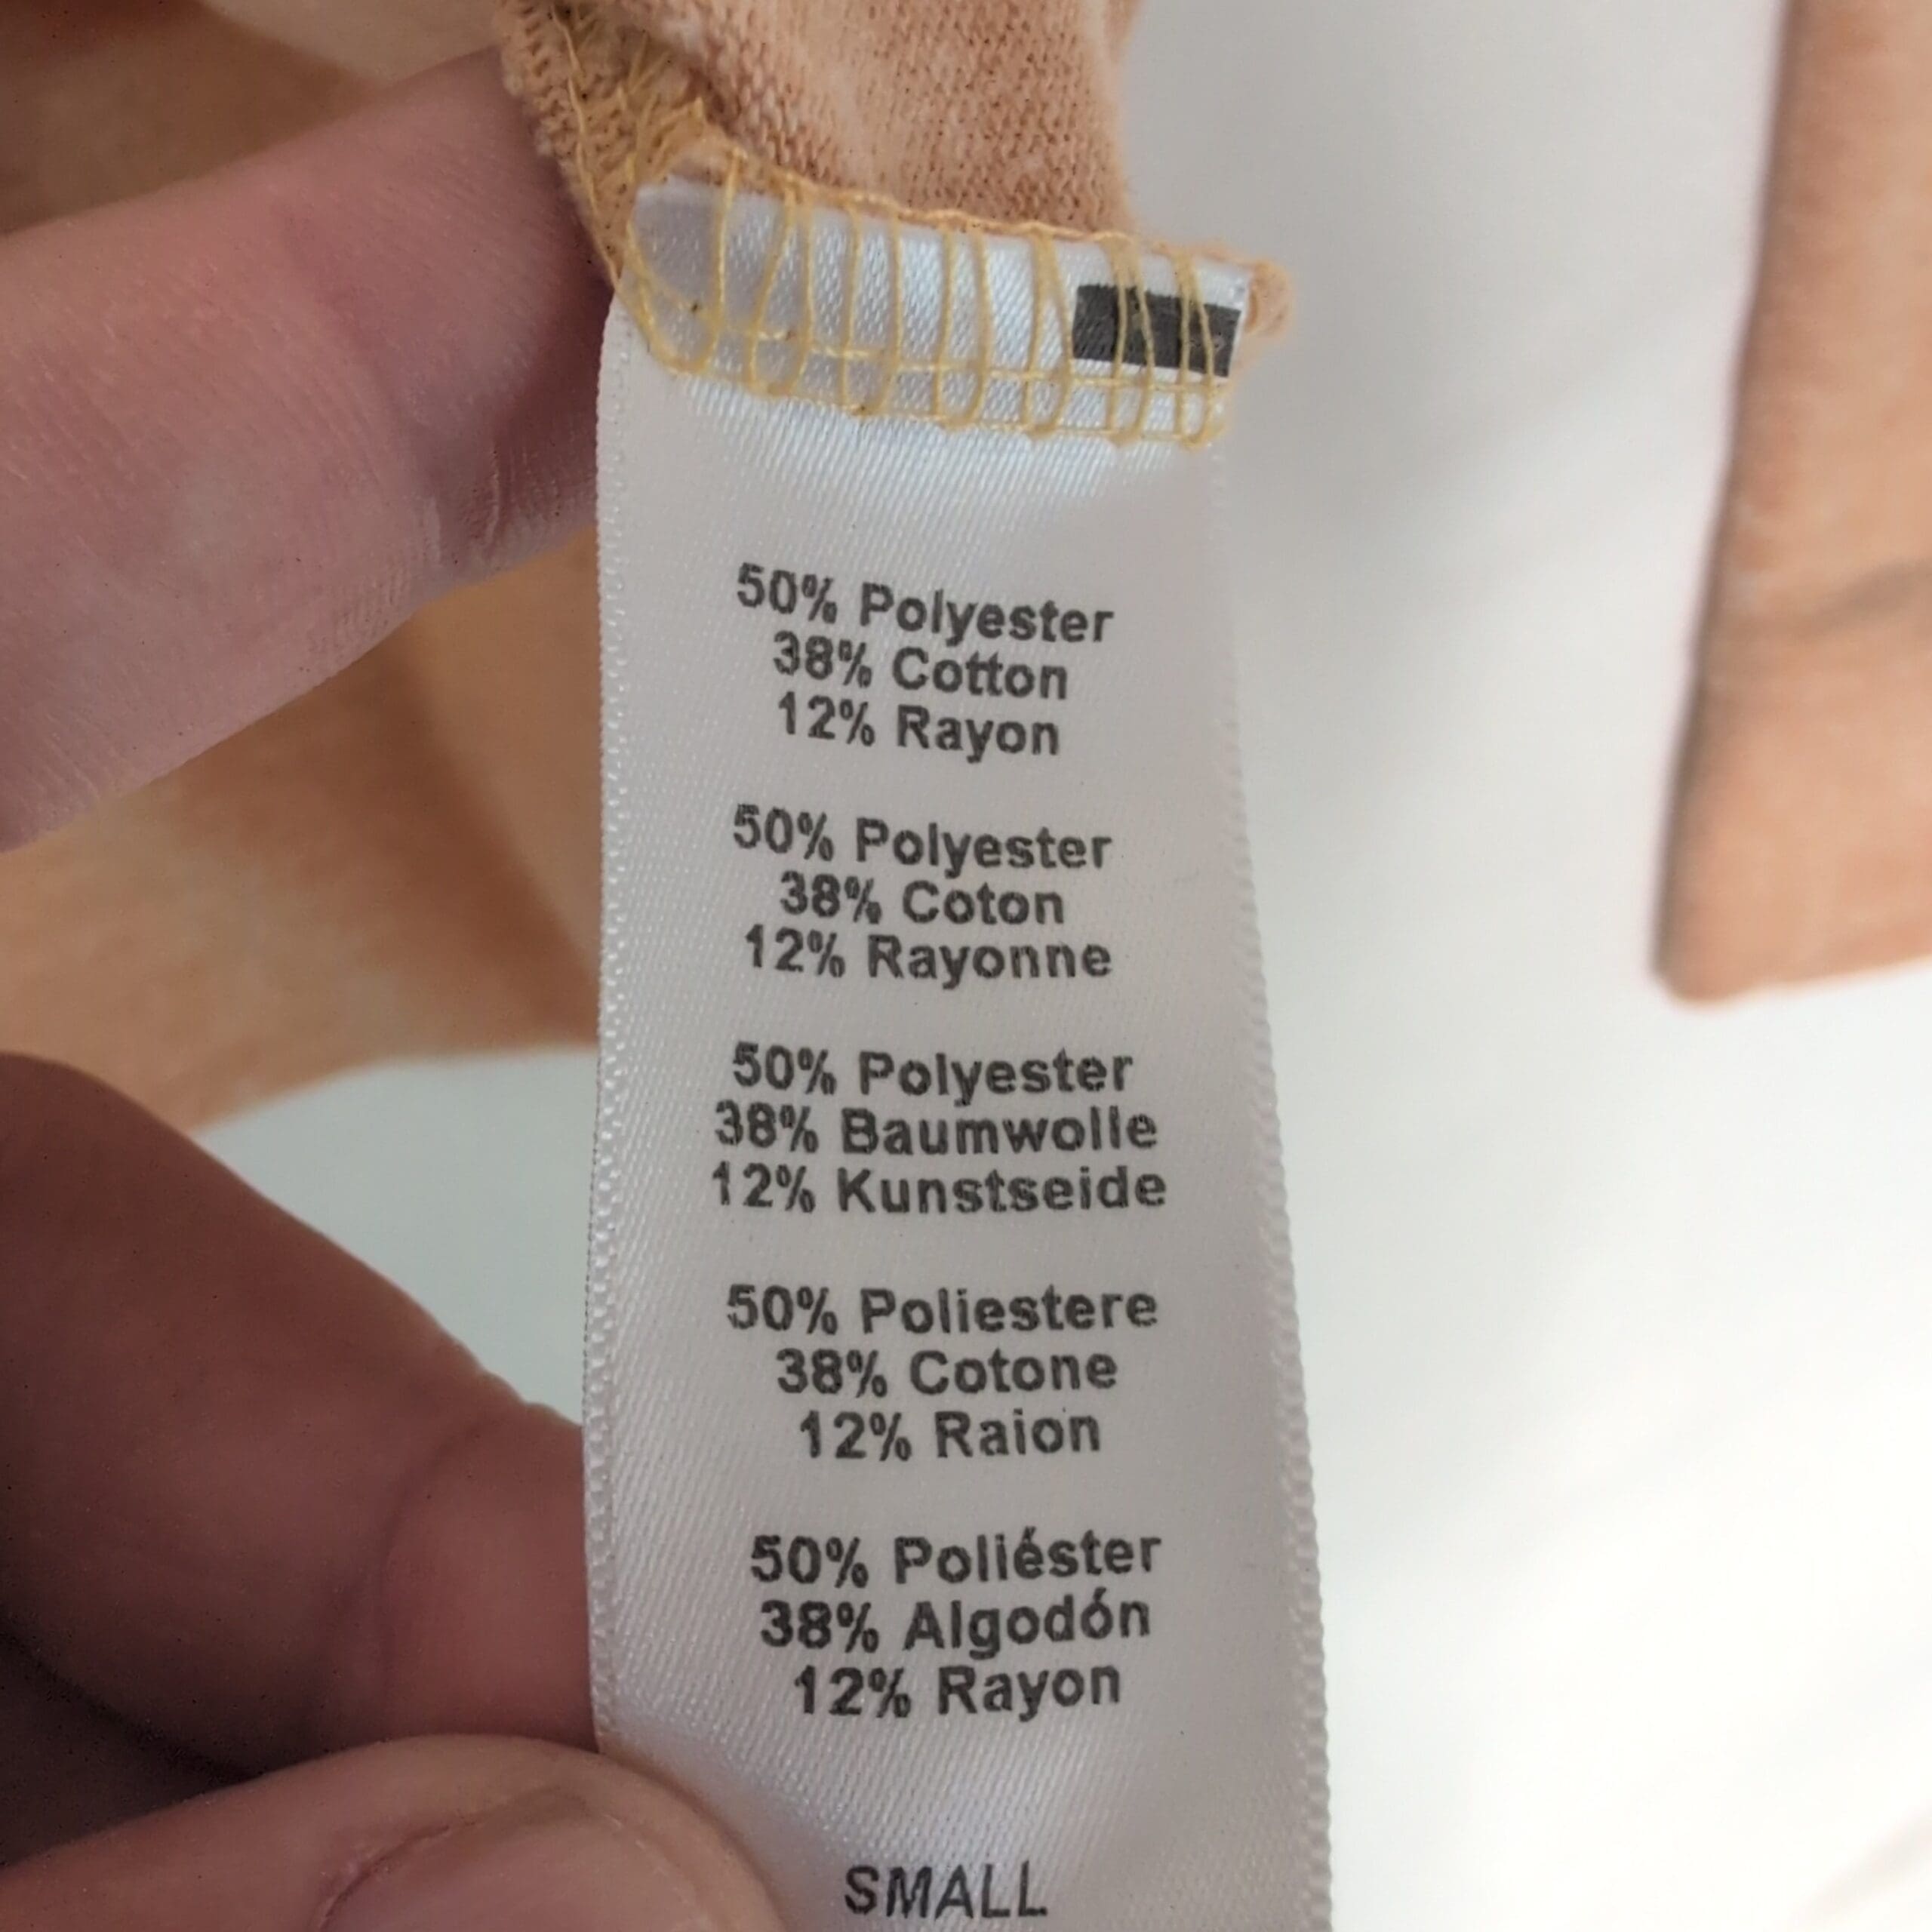 50% Polyester
38% Cotton
12% Rayon
50% Polyester
38% Coton
12% Rayonne
50% Polyester
38% Baumwolle
12% Kunstseide
50% Poliestere
38% Cotone
12% Raion
50% Poliéster
38% Algodón
12% Rayon
SMALL